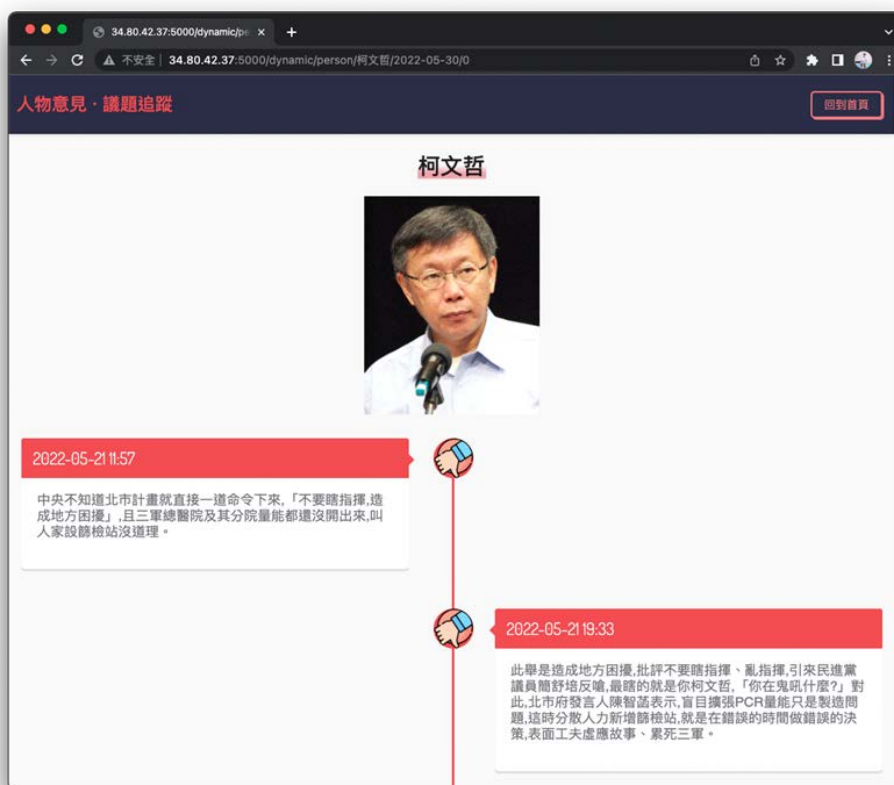 34.80.42.37:5000/dynamic/pe
不安全 | 34.80.42.37:5000/dynamic/person/柯文哲/2022-05-30/0
人物意見·議題追蹤
回到首頁
柯文哲
2022-05-21 11:57
中央不知道北市計畫就直接一道命令下來,「不要瞎指揮,造
成地方困擾」,且三軍總醫院及其分院量能都還沒開出來,叫
人家設篩檢站沒道理。
2022-05-21 19:33
此舉是造成地方困擾,批評不要瞎指揮、亂指揮,引來民進黨
議員簡舒培反嗆,最瞎的就是你柯文哲,「你在鬼吼什麼?」對
此,北市府發言人陳智菡表示,盲目擴張PCR量能只是製造問
題,這時分散人力新增篩檢站,就是在錯誤的時間做錯誤的決
策,表面工夫虛應故事、累死三軍。